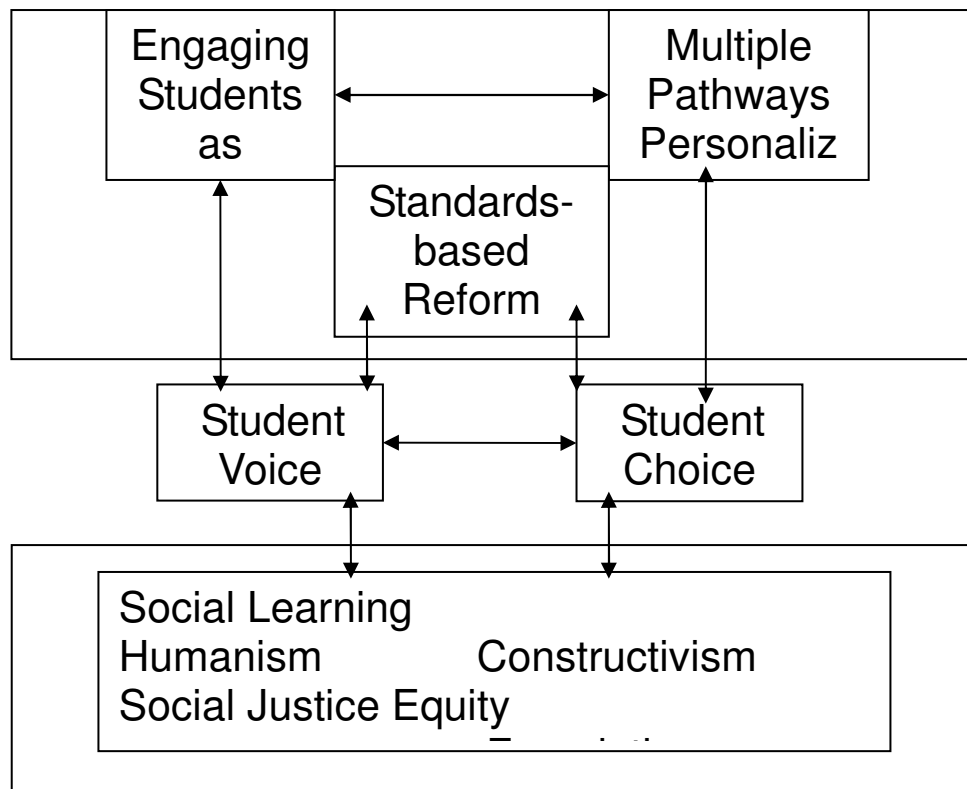 Engaging
Students
as
Multiple
Pathways
Personaliz
Standards-
based
Reform
Student
Voice
Student
Choice
Social Learning
Humanism Constructivism
Social Justice Equity